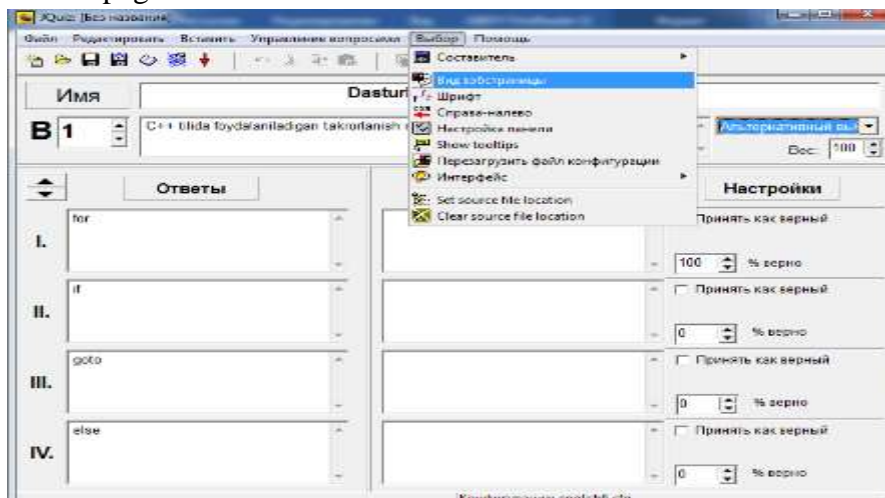 JQuiz: [Без названия]
Файл Редактировать Вставить Управление вопросами Выбор Помощь
Составитель
Вид вэбстраницы
Имя
Dastur
Шрифт
Справа-налево
В 1
C++ tilida foydalaniladigan takrorlanish
Настройка панели
Альтернативный
Show tooltips
Вес: 100
Перезагрузить файл конфигурации
Интерфейс
Ответы
Настройки
Set source file location
Clear source file location
I.
for
Принять как верный
100 % верно
II.
if
Принять как верный
0 % верно
III.
goto
Принять как верный
0 % верно
IV.
else
Принять как верный
0 % верно